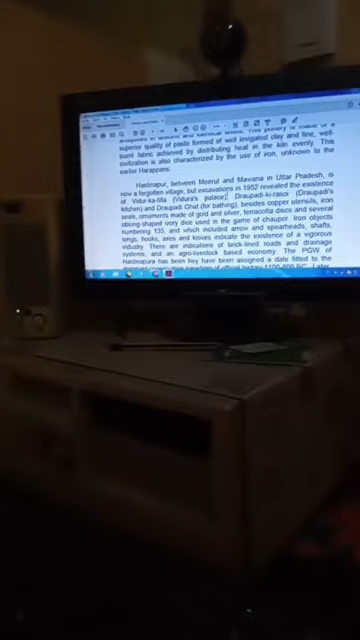 superior quality of paste formed of well levigated clay and fine, well-
burnt fabric achieved by distributing heat in the kiln evenly. This
civilization is also characterized by the use of iron, unknown to the
earlier Harappans.
Hastinapur, between Meerut and Mawana in Uttar Pradesh, is
now a forgotten village, but excavations in 1952 revealed the existence
of Vidur-ka-tilla (Vidura's palace), Draupadi-ki-rasoi (Draupadi's
kitchen) and Draupadi Ghat (for bathing), besides copper utensils, iron
seals, ornaments made of gold and silver, terracotta discs and several
oblong-shaped ivory dice used in the game of chauper. Iron objects
numbering 135, and which included arrow and spearheads, shafts,
tongs, hooks, axes and knives indicate the existence of a vigorous
industry. There are indications of brick-lined roads and drainage
systems, and an agro-livestock based economy. The PGW of
Hastinapura has been
been assigned a date
to the